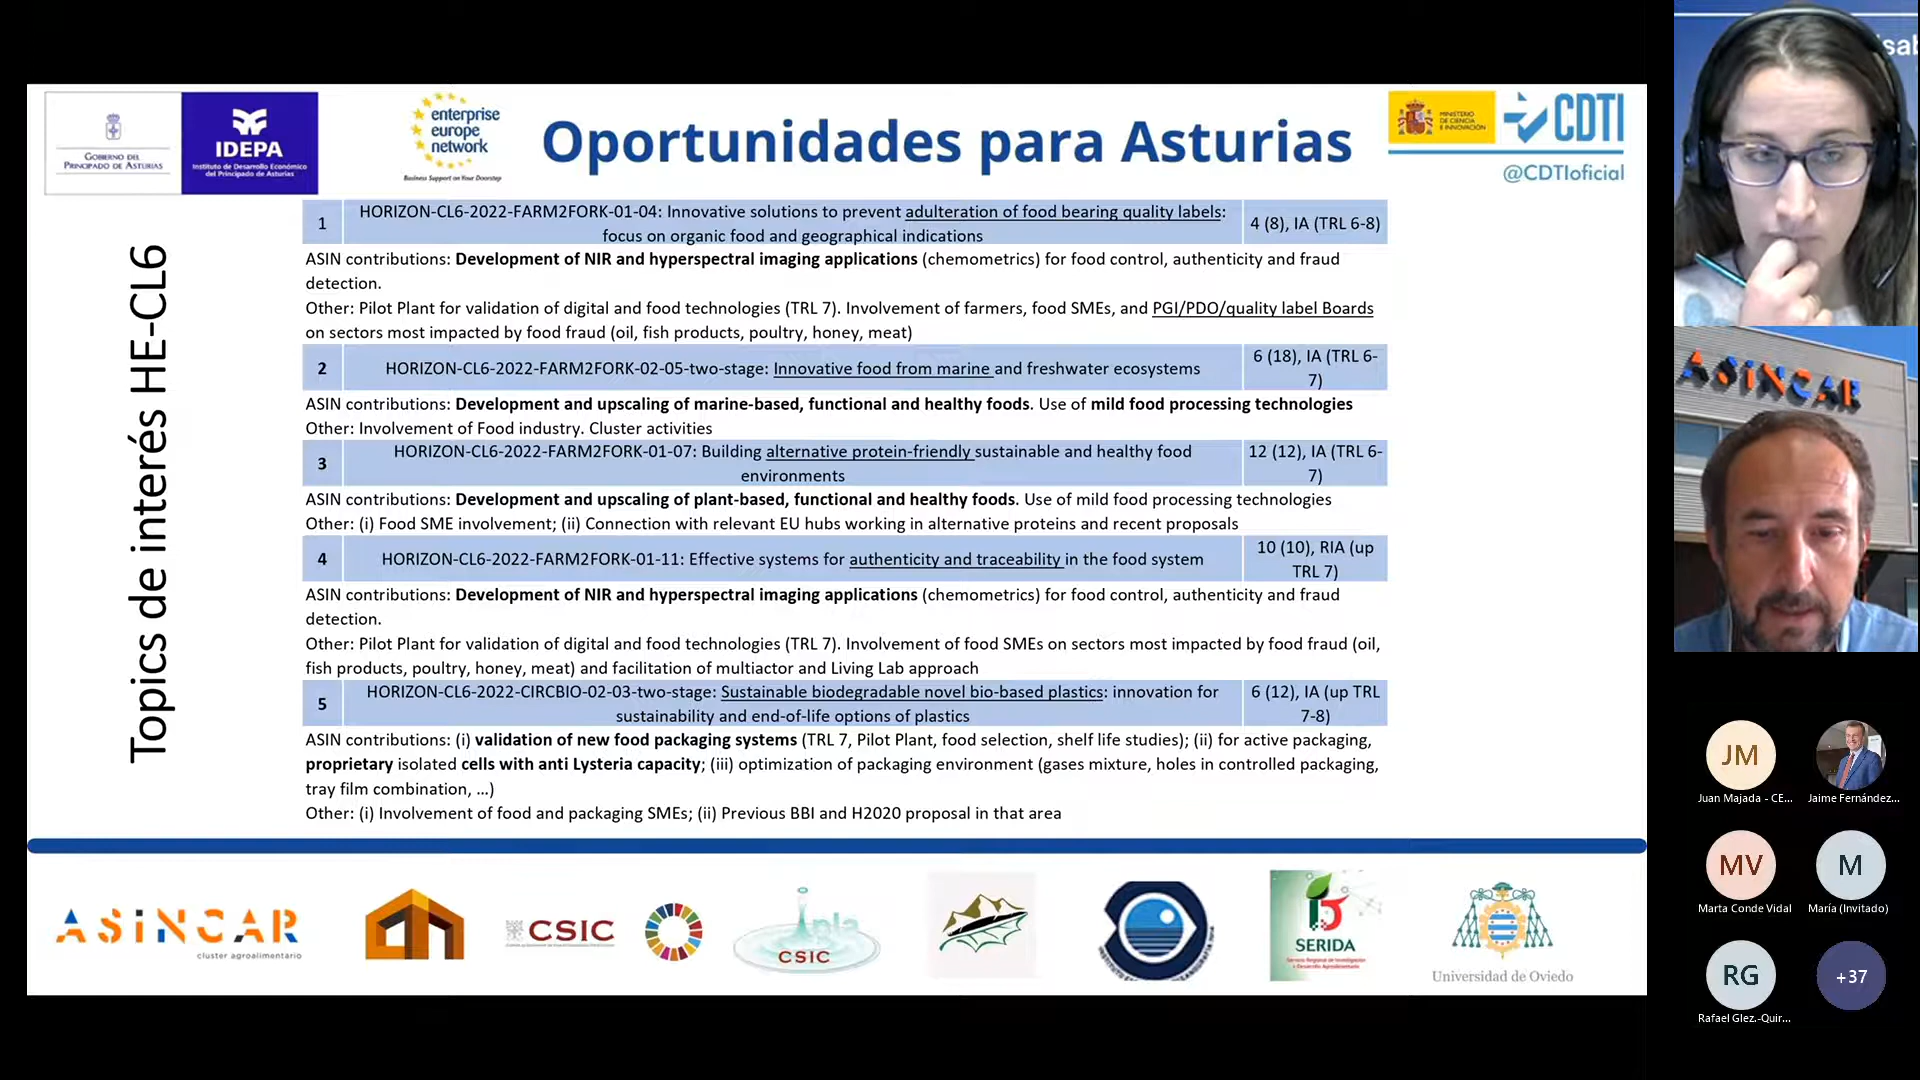 GOBIERNO DEL
PRINCIPADO DE ASTURIAS
IDEPA
Instituto de Desarrollo Económico
del Principado de Asturias
enterprise
europe
network
Business Support on Your Doorstep
Oportunidades para Asturias
MINISTERIO
DE CIENCIA
E INNOVACIÓN
CDTI
@CDTIoficial
Topics de interés HE-CL6
1
HORIZON-CL6-2022-FARM2FORK-01-04: Innovative solutions to prevent adulteration of food bearing quality labels:
focus on organic food and geographical indications
4 (8), IA (TRL 6-8)
ASIN contributions: Development of NIR and hyperspectral imaging applications (chemometrics) for food control, authenticity and fraud
detection.
Other: Pilot Plant for validation of digital and food technologies (TRL 7). Involvement of farmers, food SMEs, and PGI/PDO/quality label Boards
on sectors most impacted by food fraud (oil, fish products, poultry, honey, meat)
2
HORIZON-CL6-2022-FARM2FORK-02-05-two-stage: Innovative food from marine and freshwater ecosystems
6 (18), IA (TRL 6-
7)
ASIN contributions: Development and upscaling of marine-based, functional and healthy foods. Use of mild food processing technologies
Other: Involvement of Food industry. Cluster activities
3
HORIZON-CL6-2022-FARM2FORK-01-07: Building alternative protein-friendly sustainable and healthy food
environments
12 (12), IA (TRL 6-
7)
ASIN contributions: Development and upscaling of plant-based, functional and healthy foods. Use of mild food processing technologies
Other: (i) Food SME involvement; (ii) Connection with relevant EU hubs working in alternative proteins and recent proposals
4
HORIZON-CL6-2022-FARM2FORK-01-11: Effective systems for authenticity and traceability in the food system
10 (10), RIA (up
TRL 7)
ASIN contributions: Development of NIR and hyperspectral imaging applications (chemometrics) for food control, authenticity and fraud
detection.
Other: Pilot Plant for validation of digital and food technologies (TRL 7). Involvement of food SMEs on sectors most impacted by food fraud (oil,
fish products, poultry, honey, meat) and facilitation of multiactor and Living Lab approach
5
HORIZON-CL6-2022-CIRCBIO-02-03-two-stage: Sustainable biodegradable novel bio-based plastics: innovation for
sustainability and end-of-life options of plastics
6 (12), IA (up TRL
7-8)
ASIN contributions: (i) validation of new food packaging systems (TRL 7, Pilot Plant, food selection, shelf life studies); (ii) for active packaging,
proprietary isolated cells with anti Lysteria capacity; (iii) optimization of packaging environment (gases mixture, holes in controlled packaging,
tray film combination, ...)
Other: (i) Involvement of food and packaging SMEs; (ii) Previous BBI and H2020 proposal in that area
ASINCAR
cluster agroalimentario
CSIC
ipla
CSIC
SERIDA
Universidad de Oviedo
isab
ASINCAR
JM
Juan Majada - CE...
Jaime Fernández...
MV
Marta Conde Vidal
M
María (Invitado)
RG
Rafael Glez.-Quir...
+37